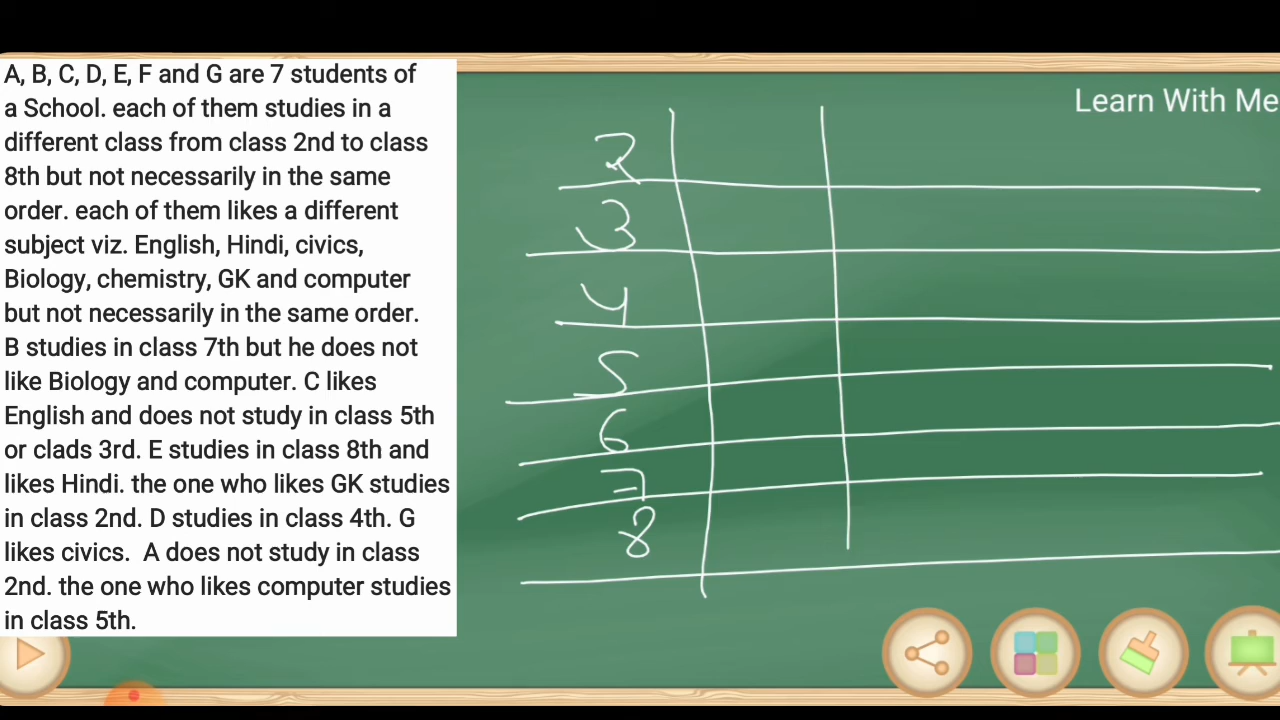 A, B, C, D, E, F and G are 7 students of
a School. each of them studies in a
different class from class 2nd to class
8th but not necessarily in the same
order. each of them likes a different
subject viz. English, Hindi, civics,
Biology, chemistry, GK and computer
but not necessarily in the same order.
B studies in class 7th but he does not
like Biology and computer. C likes
English and does not study in class 5th
or clads 3rd. E studies in class 8th and
likes Hindi. the one who likes GK studies
in class 2nd. D studies in class 4th. G
likes civics.  A does not study in class
2nd. the one who likes computer studies
in class 5th.
Learn With Me
2
3
4
5
6
7
8